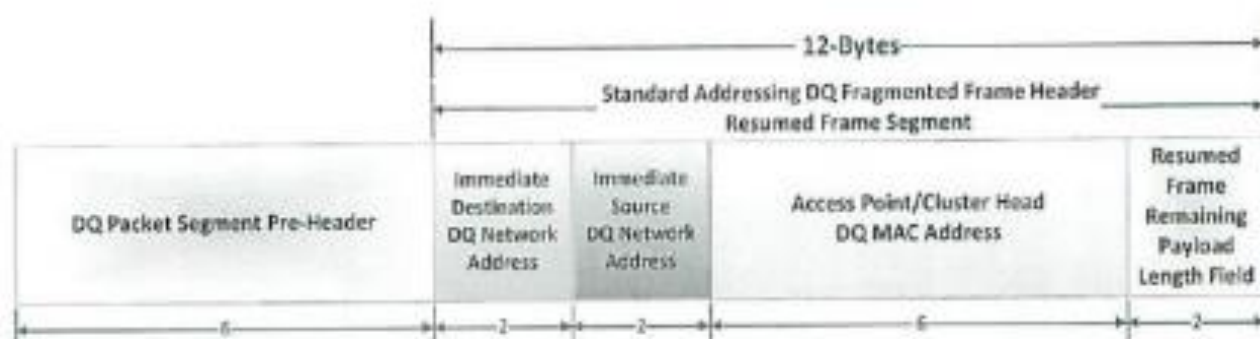 12-Bytes
Standard Addressing DQ Fragmented Frame Header
Resumed Frame Segment
DQ Packet Segment Pre-Header
Immediate
Destination
DQ Network
Address
Immediate
Source
DQ Network
Address
Access Point/Cluster Head
DQ MAC Address
Resumed
Frame
Remaining
Payload
Length Field
6
2
2
6
2